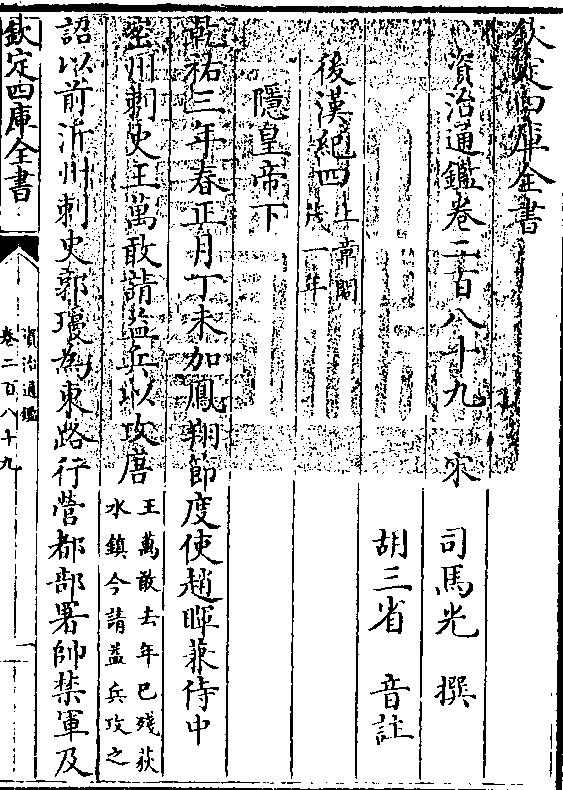 欽定四庫全書
資治通鑑卷二百八十九
宋 司馬光 撰
胡三省 音註
後漢紀四上章閹茂一年
隱皇帝下
乾祐三年春正月丁未加鳳翔節度使趙暉兼侍中
密州刺史王萬敢請益兵以攻唐王萬敢去年已殘荻水鎮今請益兵攻之
詔以前沂州刺史郭瓊為東路行營都部署帥禁軍及
欽定四庫全書
資治通鑑
卷二百八十九
一